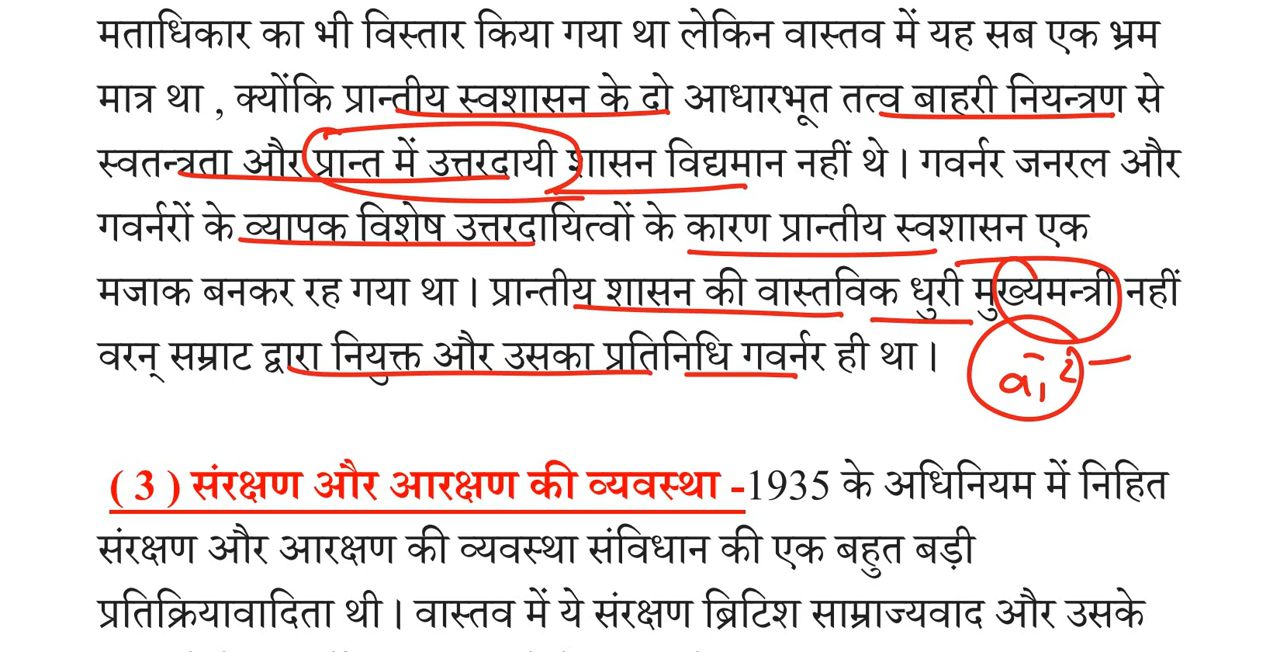 मताधिकार का भी विस्तार किया गया था लेकिन वास्तव में यह सब एक भ्रम
मात्र था , क्योंकि प्रान्तीय स्वशासन के दो आधारभूत तत्व बाहरी नियन्त्रण से
स्वतन्त्रता और प्रान्त में उत्तरदायी शासन विद्यमान नहीं थे । गवर्नर जनरल और
गवर्नरों के व्यापक विशेष उत्तरदायित्वों के कारण प्रान्तीय स्वशासन एक
मजाक बनकर रह गया था । प्रान्तीय शासन की वास्तविक धुरी मुख्यमन्त्री नहीं
वरन् सम्राट द्वारा नियुक्त और उसका प्रतिनिधि गवर्नर ही था ।
( 3 ) संरक्षण और आरक्षण की व्यवस्था -1935 के अधिनियम में निहित
संरक्षण और आरक्षण की व्यवस्था संविधान की एक बहुत बड़ी
प्रतिक्रियावादिता थी । वास्तव में ये संरक्षण ब्रिटिश साम्राज्यवाद और उसके